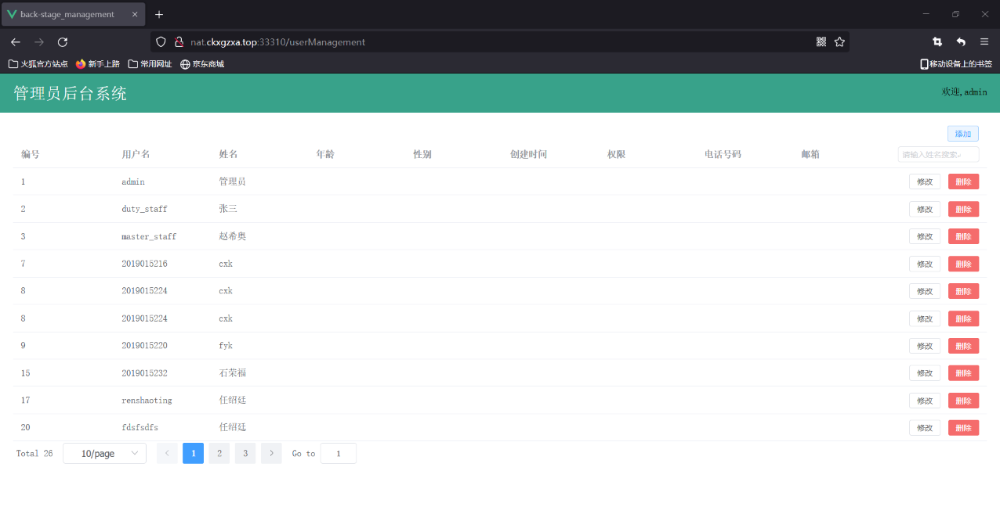 back-stage_management
nat.ckxgzxa.top:33310/userManagement
火狐官方站点 新手上路 常用网址 京东商城 移动设备上的书签
管理员后台系统 欢迎,admin
添加
编号 用户名 姓名 年龄 性别 创建时间 权限 电话号码 邮箱 请输入姓名搜索~
1 admin 管理员 修改 删除
2 duty_staff 张三 修改 删除
3 master_staff 赵希奥 修改 删除
7 2019015216 cxk 修改 删除
8 2019015224 cxk 修改 删除
8 2019015224 cxk 修改 删除
9 2019015220 fyk 修改 删除
15 2019015232 石荣福 修改 删除
17 renshaoting 任绍廷 修改 删除
20 fdsfsdfs 任绍廷 修改 删除
Total 26 10/page 1 2 3 Go to 1